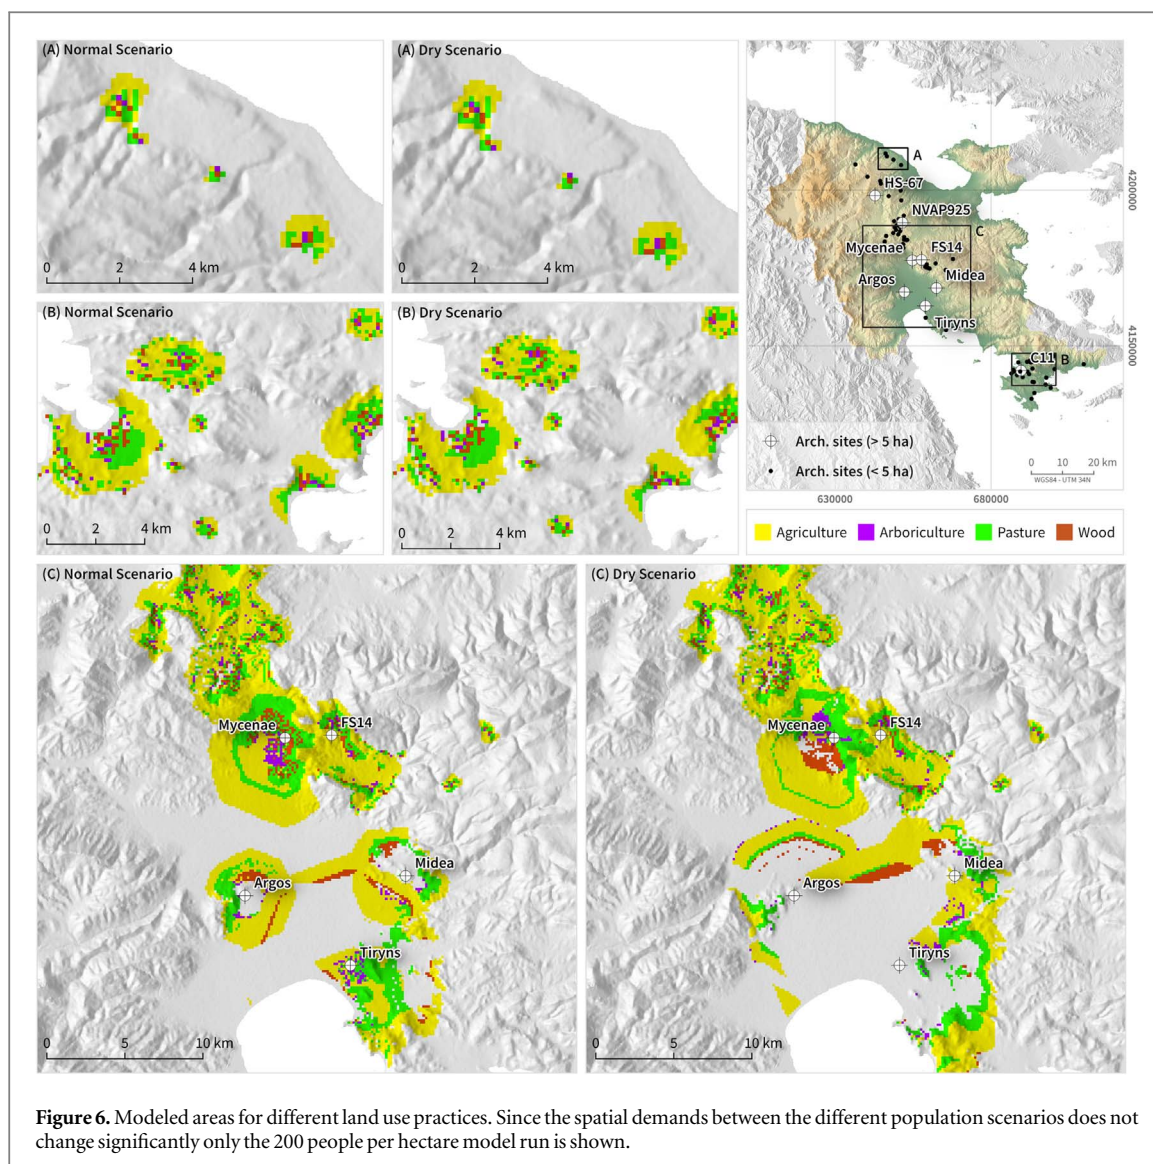 (A) Normal Scenario
0 2 4 km
(A) Dry Scenario
0 2 4 km
(B) Normal Scenario
0 2 4 km
(B) Dry Scenario
0 2 4 km
A
HS-67
NVAP925
C
Mycenae
FS14
Argos
Midea
Tiryns
C11
B
4200000
4150000
Arch. sites (> 5 ha)
Arch. sites (< 5 ha)
0 10 20 km
WGS84 - UTM 34N
630000 680000
Agriculture Arboriculture Pasture Wood
(C) Normal Scenario
Mycenae
FS14
Midea
Argos
Tiryns
0 5 10 km
(C) Dry Scenario
Mycenae
FS14
Midea
Argos
Tiryns
0 5 10 km
Figure 6. Modeled areas for different land use practices. Since the spatial demands between the different population scenarios does not
change significantly only the 200 people per hectare model run is shown.